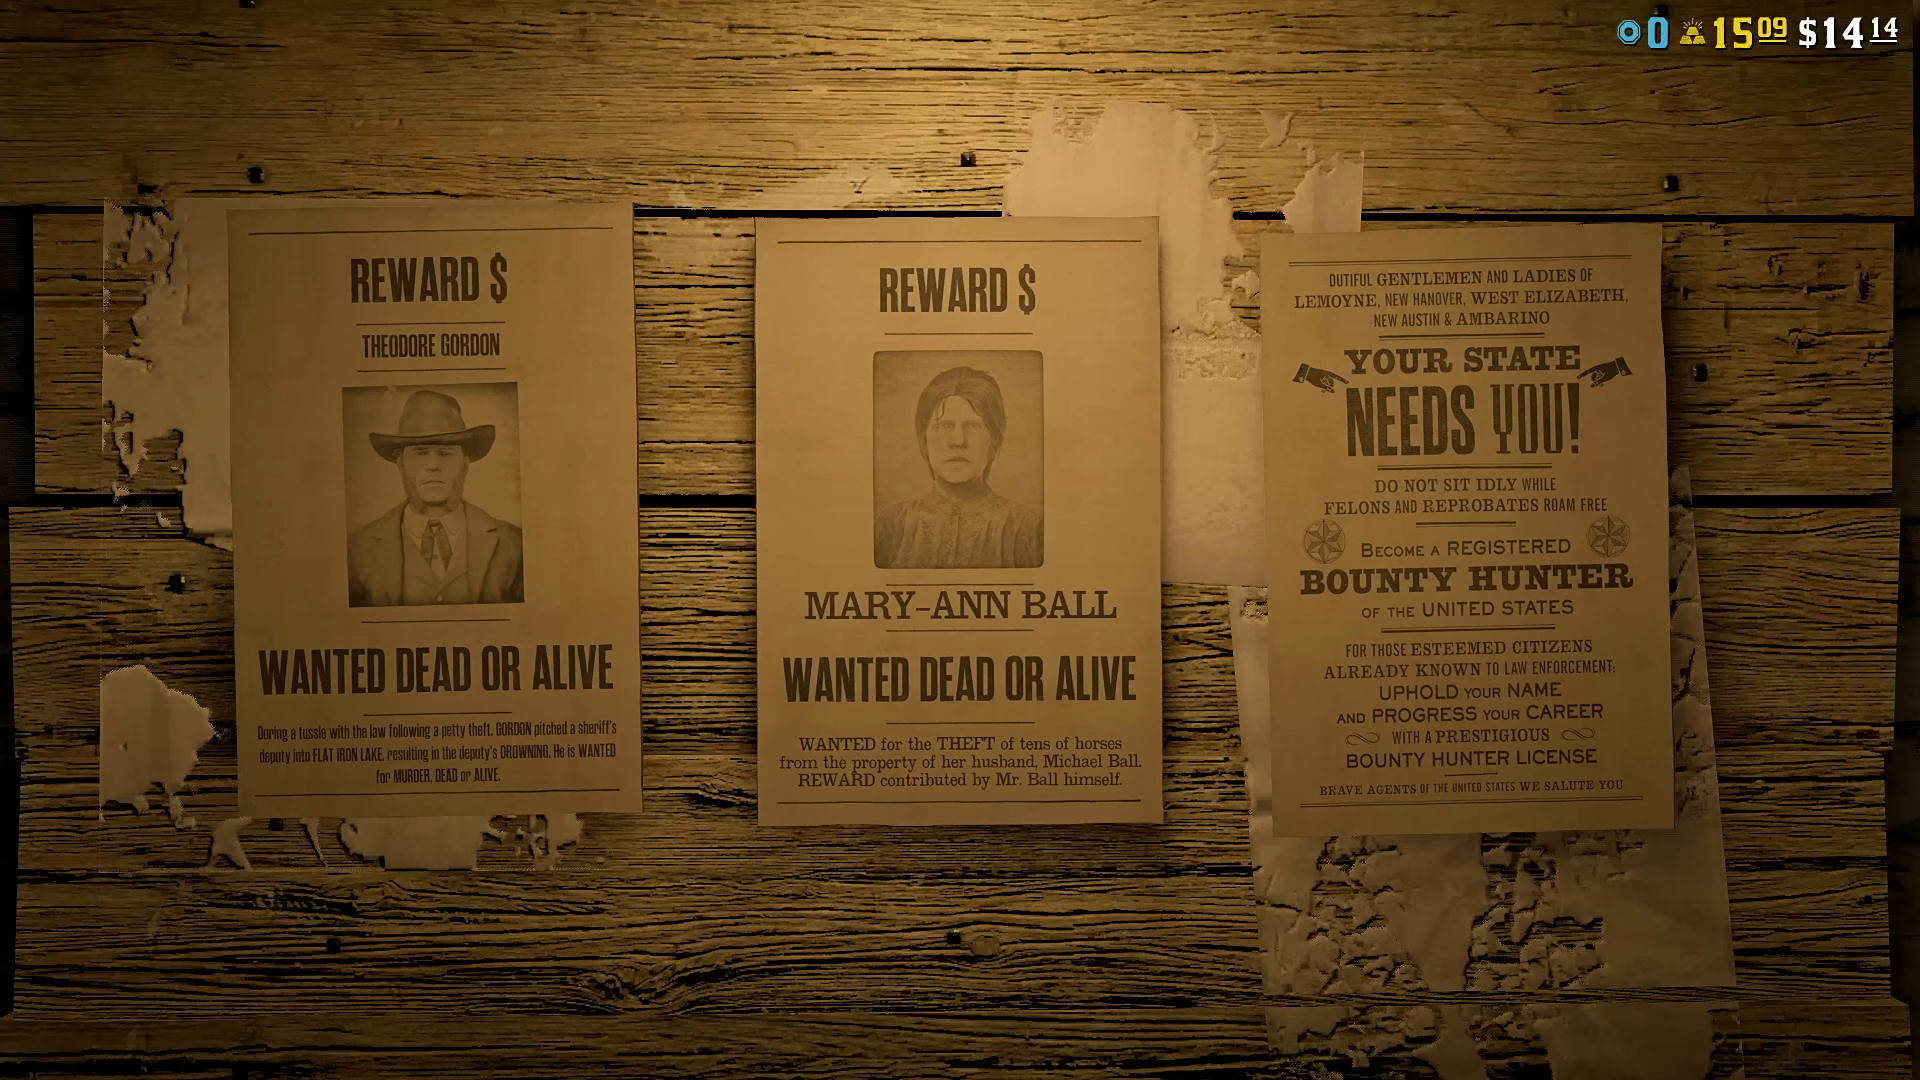 0 15 09 $14 14
REWARD $
THEODORE GORDON
WANTED DEAD OR ALIVE
During a tussle with the law following a petty theft, GORDON pitched a sheriff's
deputy into FLAT IRON LAKE, resulting in the deputy's DROWNING. He is WANTED
for MURDER, DEAD or ALIVE.
REWARD $
MARY-ANN BALL
WANTED DEAD OR ALIVE
WANTED for the THEFT of tens of horses
from the property of her husband, Michael Ball.
REWARD contributed by Mr. Ball himself.
DUTIFUL GENTLEMEN AND LADIES OF
LEMOYNE, NEW HANOVER, WEST ELIZABETH,
NEW AUSTIN & AMBARINO
YOUR STATE
NEEDS YOU!
DO NOT SIT IDLY WHILE
FELONS AND REPROBATES ROAM FREE
BECOME A REGISTERED
BOUNTY HUNTER
OF THE UNITED STATES
FOR THOSE ESTEEMED CITIZENS
ALREADY KNOWN TO LAW ENFORCEMENT:
UPHOLD YOUR NAME
AND PROGRESS YOUR CAREER
WITH A PRESTIGIOUS
BOUNTY HUNTER LICENSE
BRAVE AGENTS OF THE UNITED STATES WE SALUTE YOU